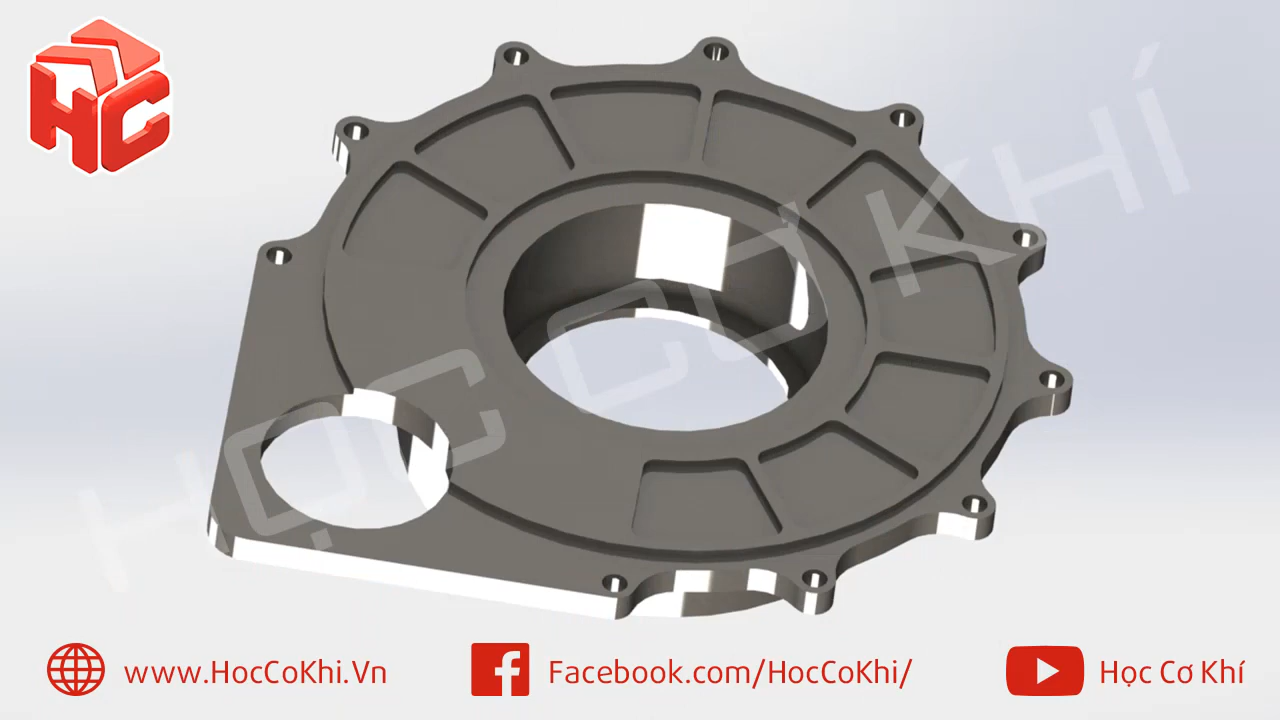 HC
HỌC CƠ KHÍ
www.HocCoKhi.Vn
Facebook.com/HocCoKhi/
Học Cơ Khí